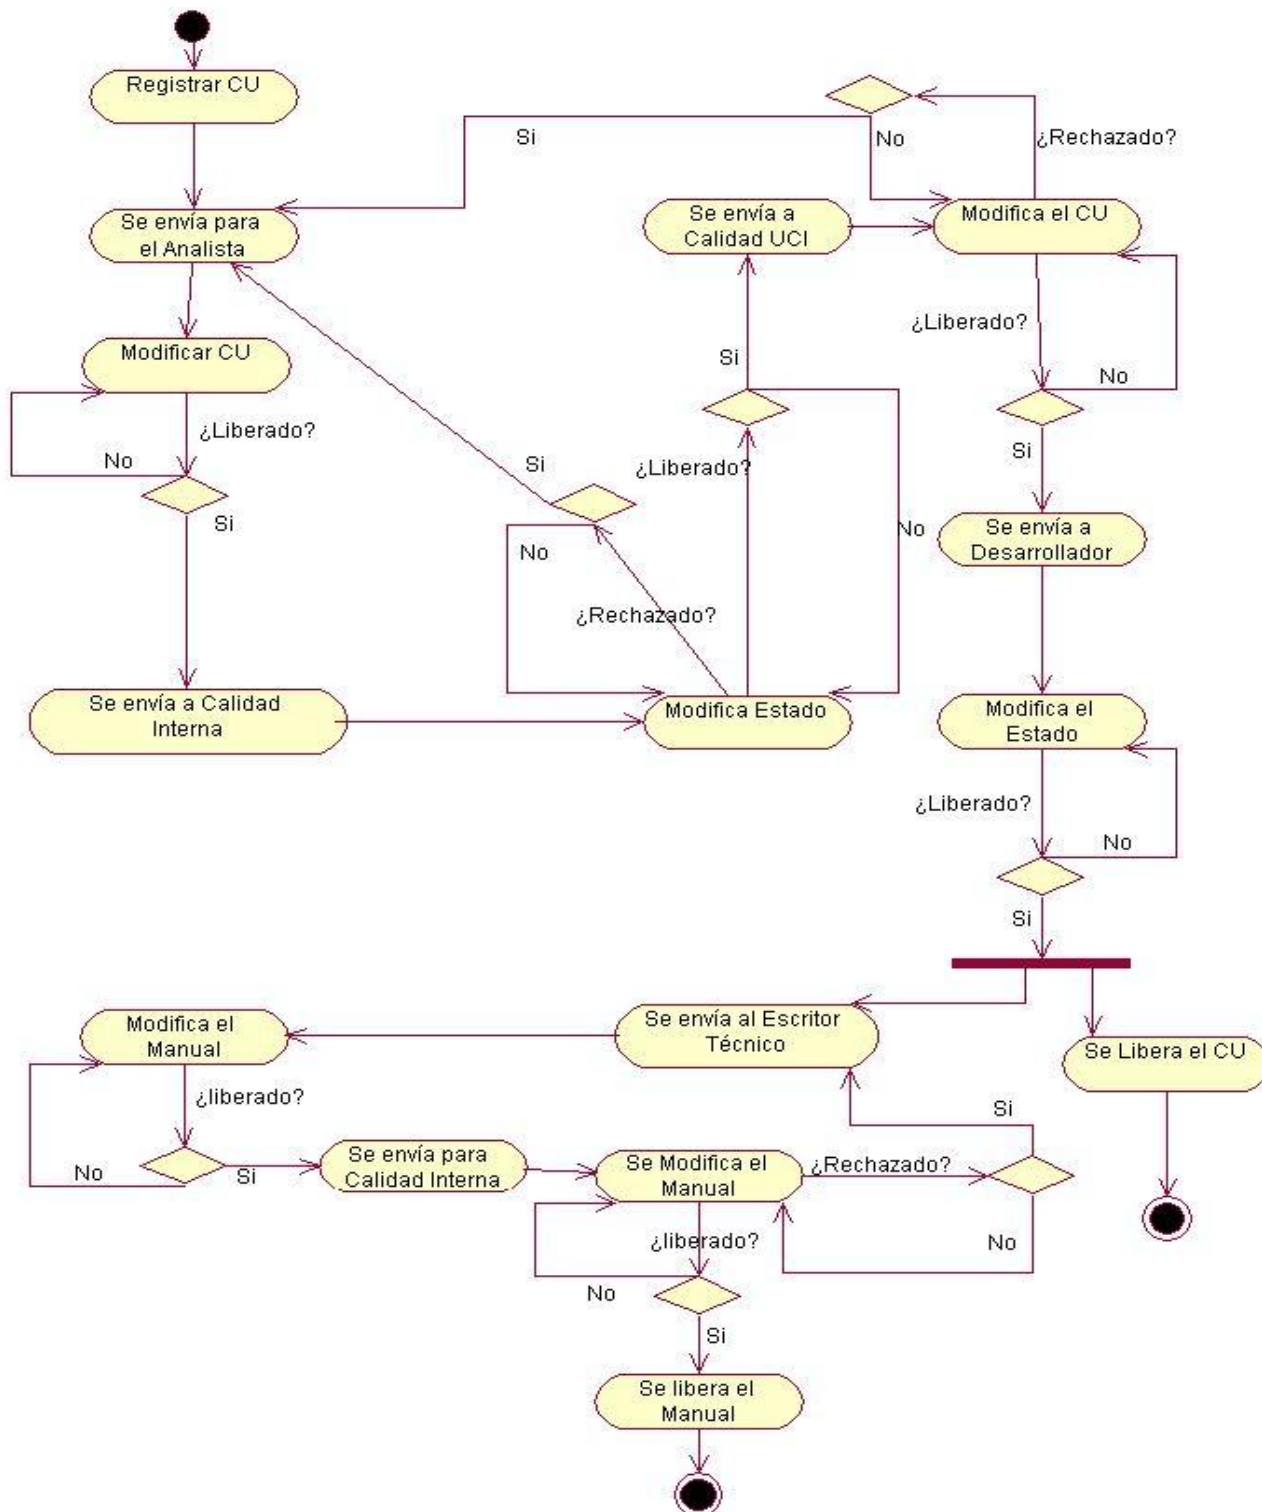 Registrar CU
¿Rechazado?
Si
No
Se envía para
el Analista
Se envía a
Calidad UCI
Modifica el CU
¿Liberado?
Modificar CU
Si
No
¿Liberado?
No
Si
Si
¿Liberado?
Si
No
No
Se envía a
Desarrollador
¿Rechazado?
Se envía a Calidad
Interna
Modifica Estado
Modifica el
Estado
¿Liberado?
No
Si
Modifica el
Manual
Se envía al Escritor
Técnico
Se Libera el CU
¿liberado?
Si
No
Si
Se envía para
Calidad Interna
Se Modifica el
Manual
¿Rechazado?
¿liberado?
No
No
Si
Se libera el
Manual